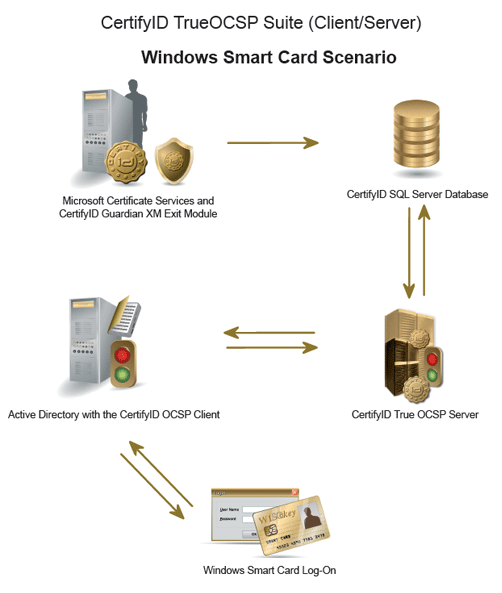 CertifyID TrueOCSP Suite (Client/Server)
Windows Smart Card Scenario
Microsoft Certificate Services and
CertifyID Guardian XM Exit Module
CertifyID SQL Server Database
Active Directory with the CertifyID OCSP Client
CertifyID True OCSP Server
User Name
Password
SMART CARD
Windows Smart Card Log-On